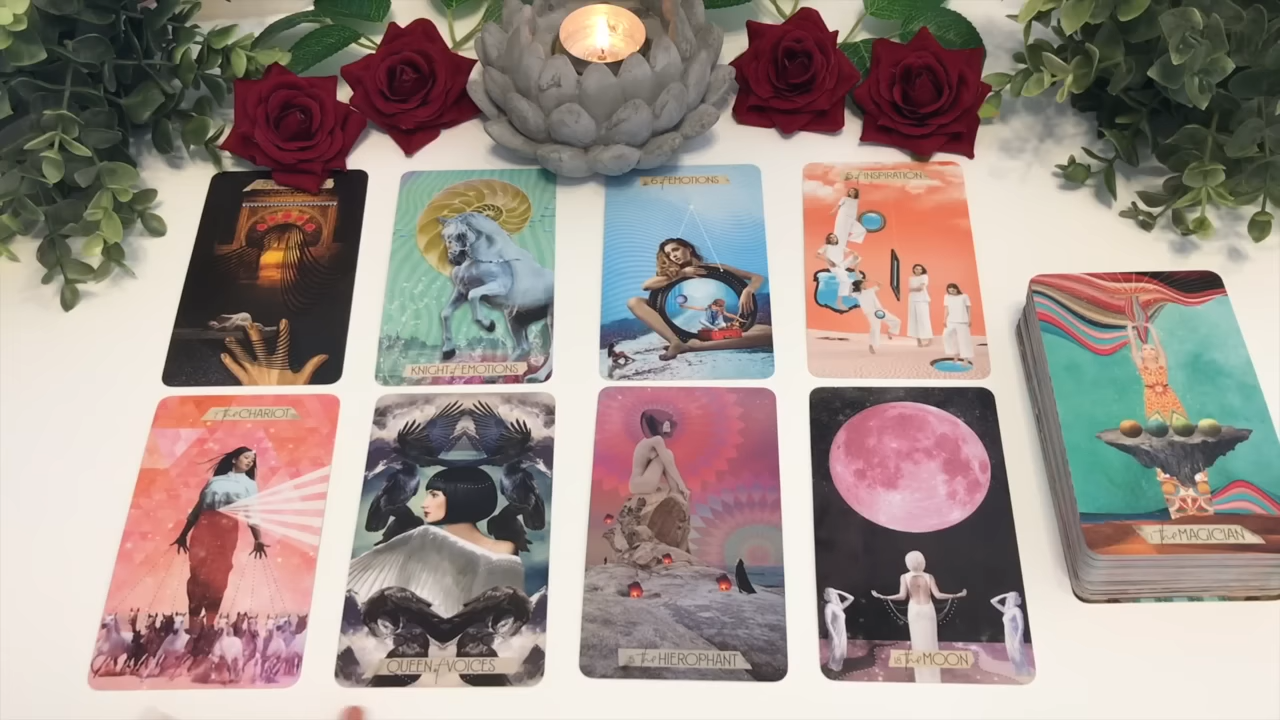 KNIGHT of EMOTIONS
6 of EMOTIONS
of INSPIRATION
the CHARIOT
QUEEN of VOICES
the HIEROPHANT
the MOON
the MAGICIAN